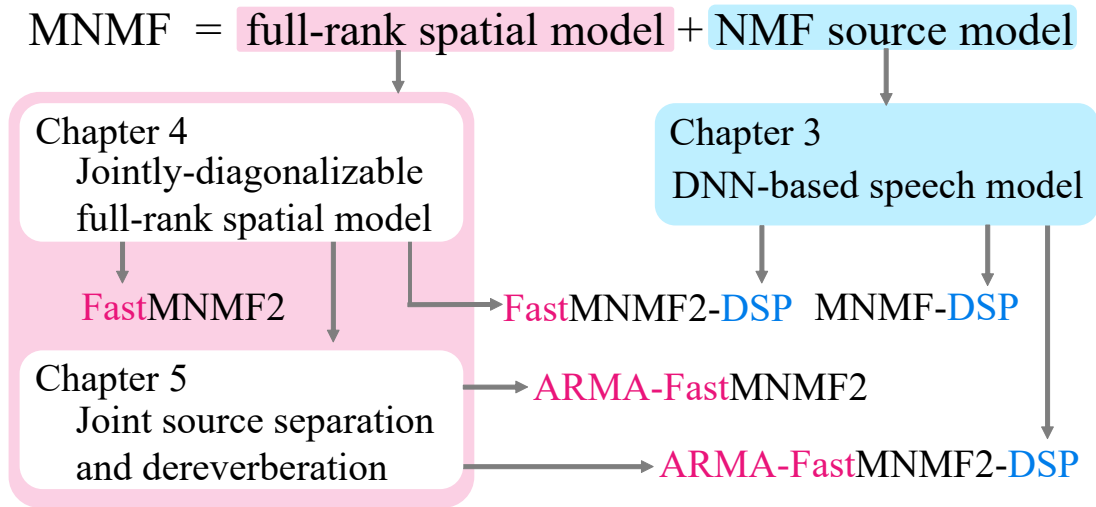 MNMF = full-rank spatial model + NMF source model
Chapter 4
Jointly-diagonalizable
full-rank spatial model
Chapter 3
DNN-based speech model
FastMNMF2
FastMNMF2-DSP
MNMF-DSP
Chapter 5
Joint source separation
and dereverberation
ARMA-FastMNMF2
ARMA-FastMNMF2-DSP